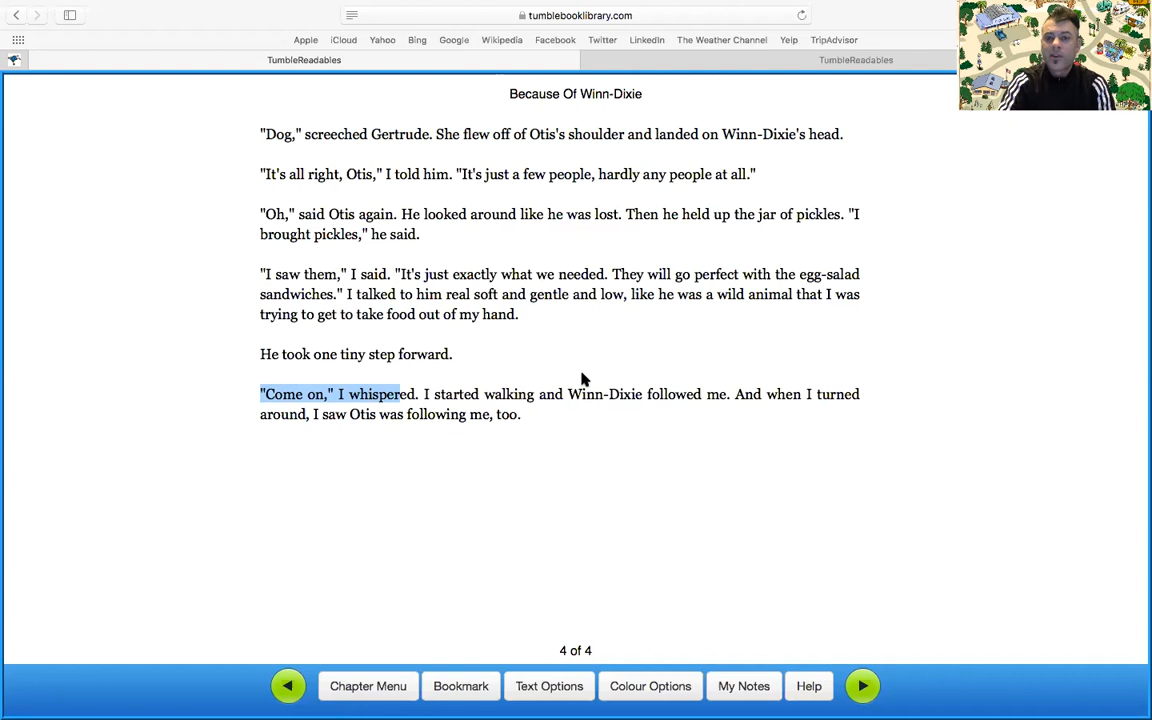 tumblebooklibrary.com
Apple iCloud Yahoo Bing Google Wikipedia Facebook Twitter LinkedIn The Weather Channel Yelp TripAdvisor
TumbleReadables TumbleReadables
Because Of Winn-Dixie
"Dog," screeched Gertrude. She flew off of Otis's shoulder and landed on Winn-Dixie's head.
"It's all right, Otis," I told him. "It's just a few people, hardly any people at all."
"Oh," said Otis again. He looked around like he was lost. Then he held up the jar of pickles. "I
brought pickles," he said.
"I saw them," I said. "It's just exactly what we needed. They will go perfect with the egg-salad
sandwiches." I talked to him real soft and gentle and low, like he was a wild animal that I was
trying to get to take food out of my hand.
He took one tiny step forward.
"Come on," I whispered. I started walking and Winn-Dixie followed me. And when I turned
around, I saw Otis was following me, too.
4 of 4
Chapter Menu Bookmark Text Options Colour Options My Notes Help